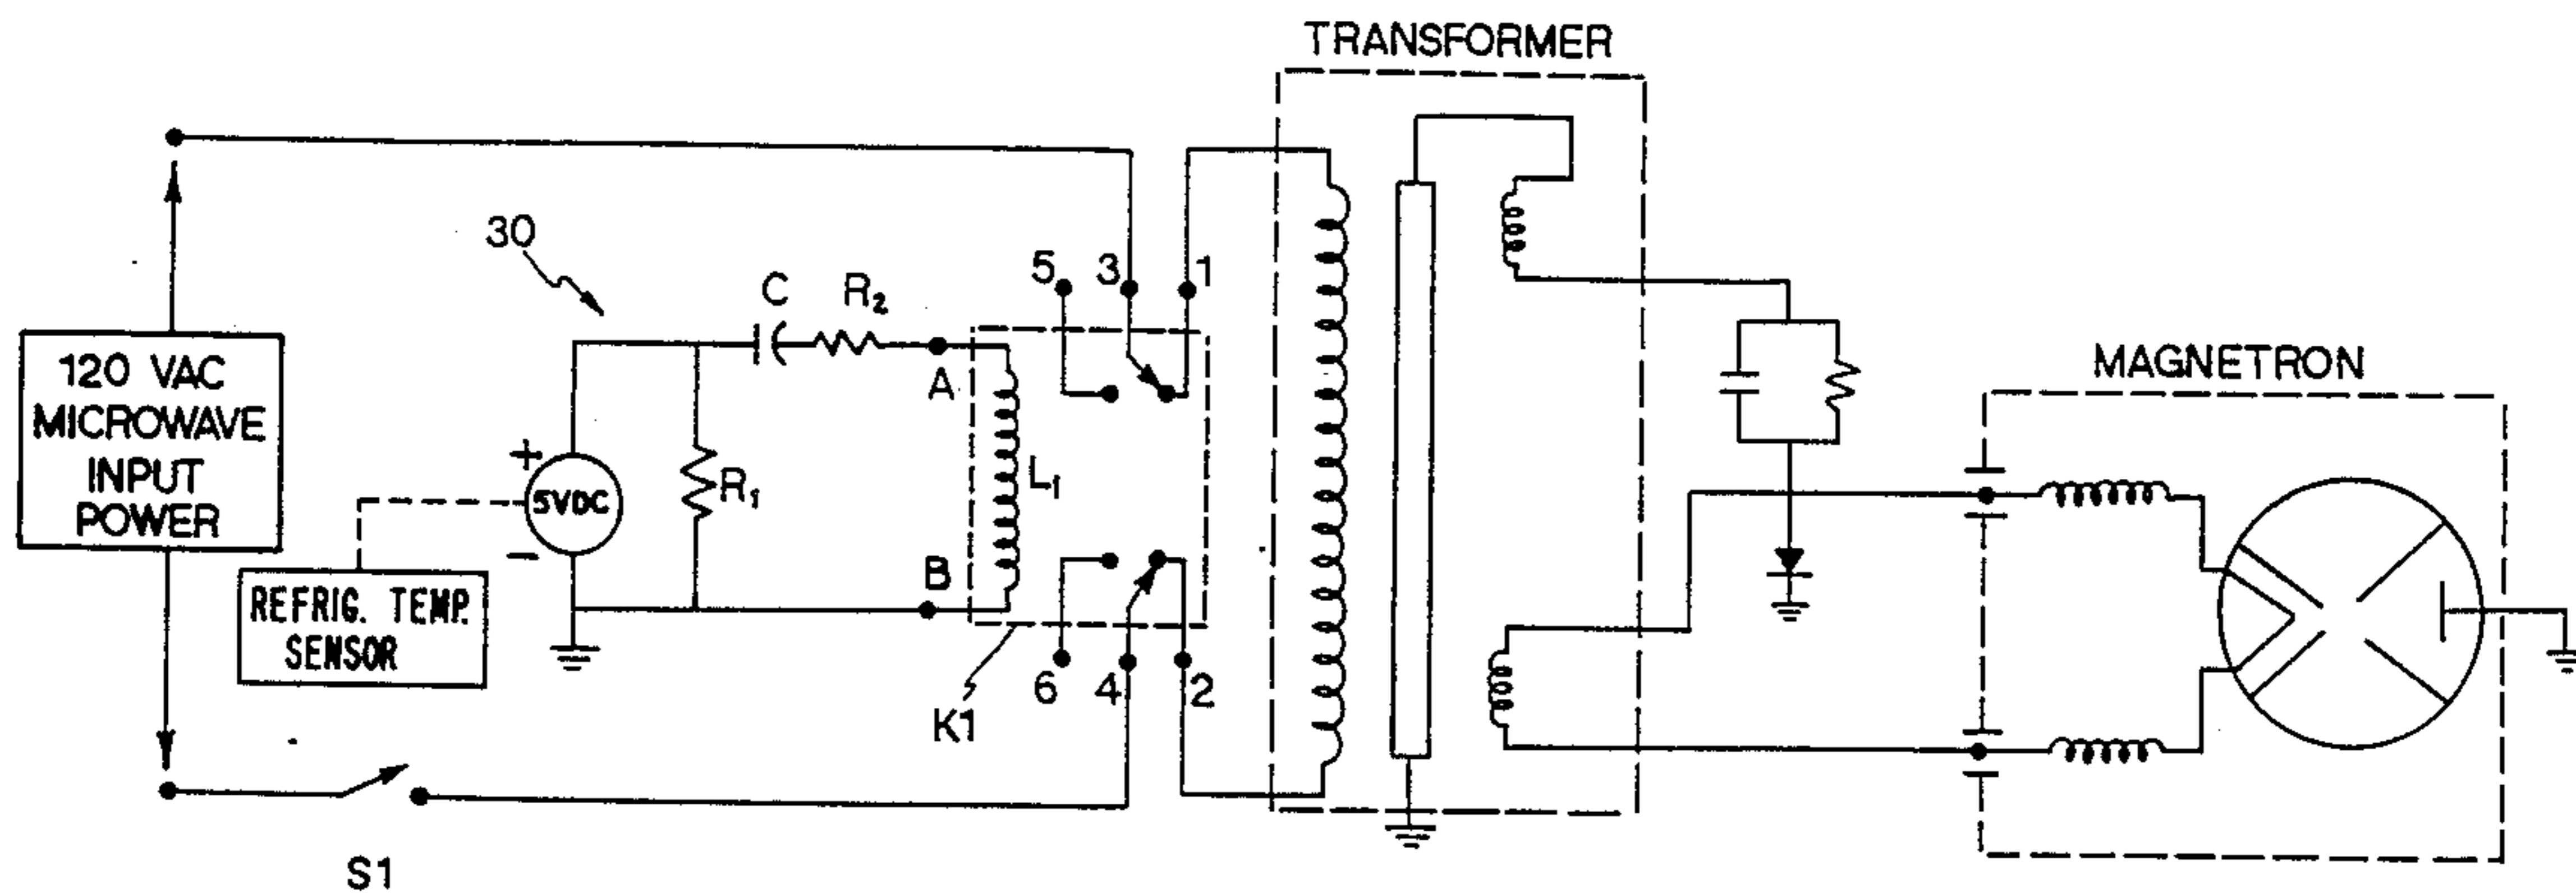 TRANSFORMER
30
C
R₂
5
3
1
A
120 VAC
MICROWAVE
INPUT
POWER
MAGNETRON
+
5VDC
−
R₁
L₁
B
REFRIG. TEMP.
SENSOR
K1
6
4
2
S1